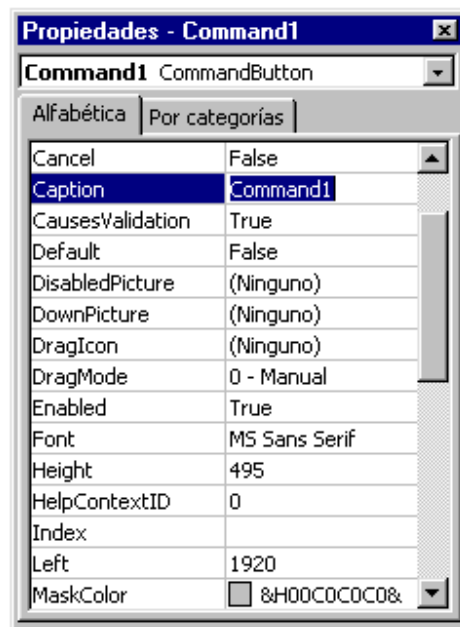 Propiedades - Command1
Command1 CommandButton
Alfabética Por categorías
Cancel False
Caption Command1
CausesValidation True
Default False
DisabledPicture (Ninguno)
DownPicture (Ninguno)
DragIcon (Ninguno)
DragMode 0 - Manual
Enabled True
Font MS Sans Serif
Height 495
HelpContextID 0
Index
Left 1920
MaskColor &H00C0C0C0&